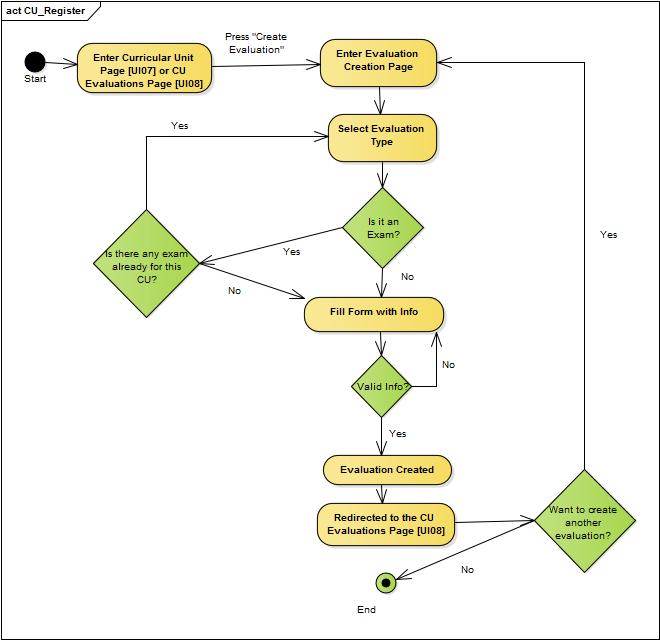 act CU_Register
Press "Create
Evaluation"
Start
Enter Curricular Unit
Page [UI07] or CU
Evaluations Page [UI08]
Enter Evaluation
Creation Page
Select Evaluation
Type
Yes
Is it an
Exam?
Yes
Is there any exam
already for this
CU?
Yes
No
No
Fill Form with Info
Valid Info?
No
Yes
Evaluation Created
Redirected to the CU
Evaluations Page [UI08]
Want to create
another
evaluation?
No
End